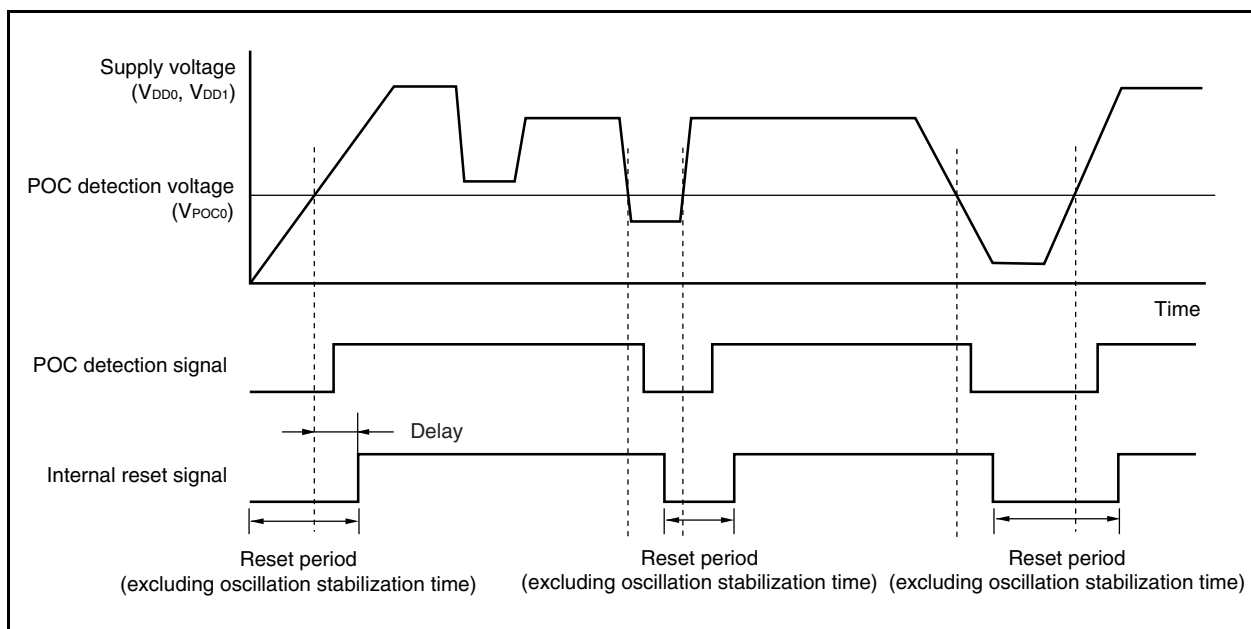 Supply voltage
(VDD0, VDD1)
POC detection voltage
(VPOC0)
Time
POC detection signal
Delay
Internal reset signal
Reset period
(excluding oscillation stabilization time)
Reset period
(excluding oscillation stabilization time)
Reset period
(excluding oscillation stabilization time)